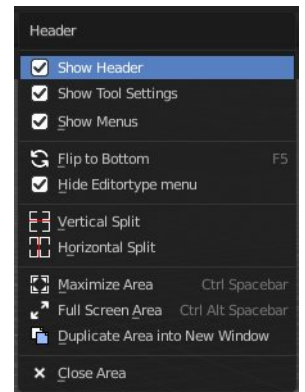 Header
Show Header
Show Tool Settings
Show Menus
Flip to Bottom F5
Hide Editortype menu
Vertical Split
Horizontal Split
Maximize Area Ctrl Spacebar
Full Screen Area Ctrl Alt Spacebar
Duplicate Area into New Window
Close Area